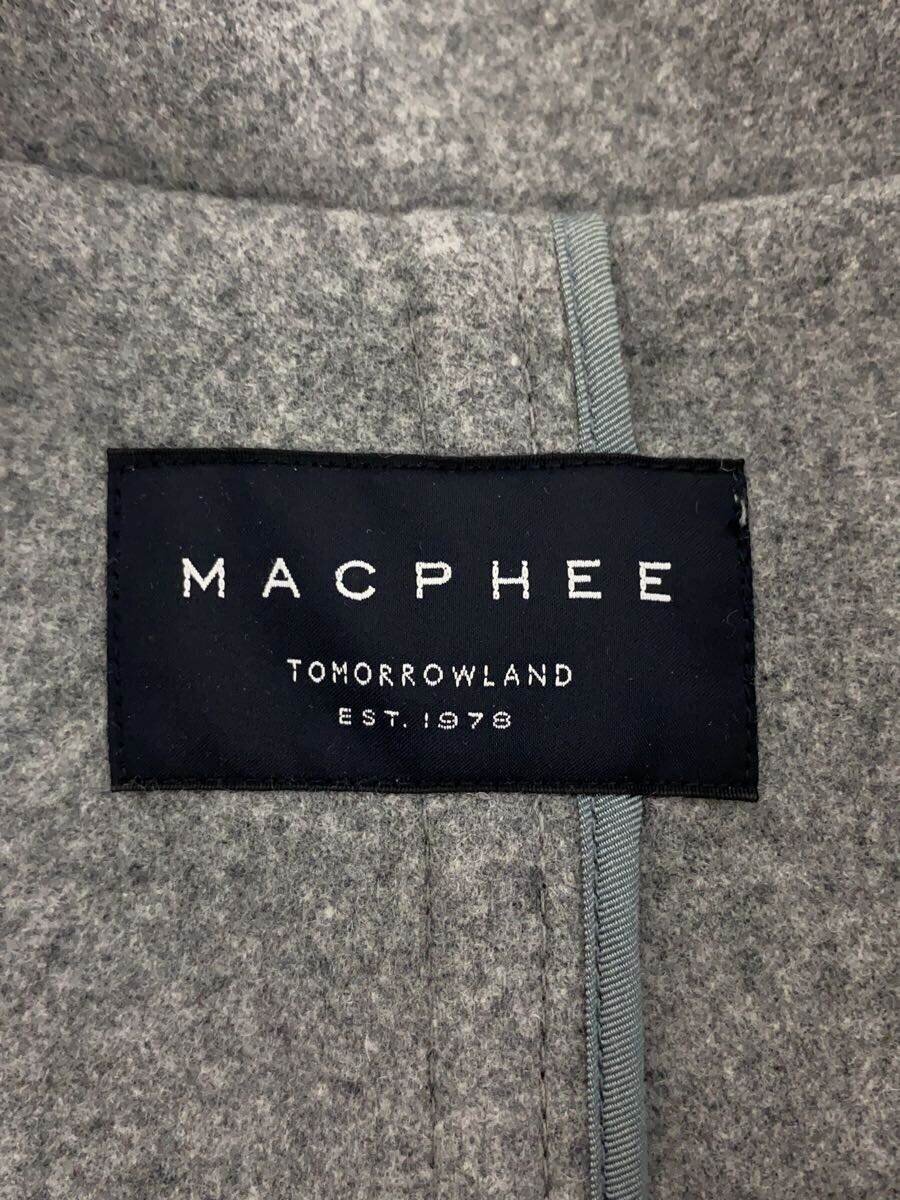 MACPHEE
TOMORROWLAND
EST. 1978